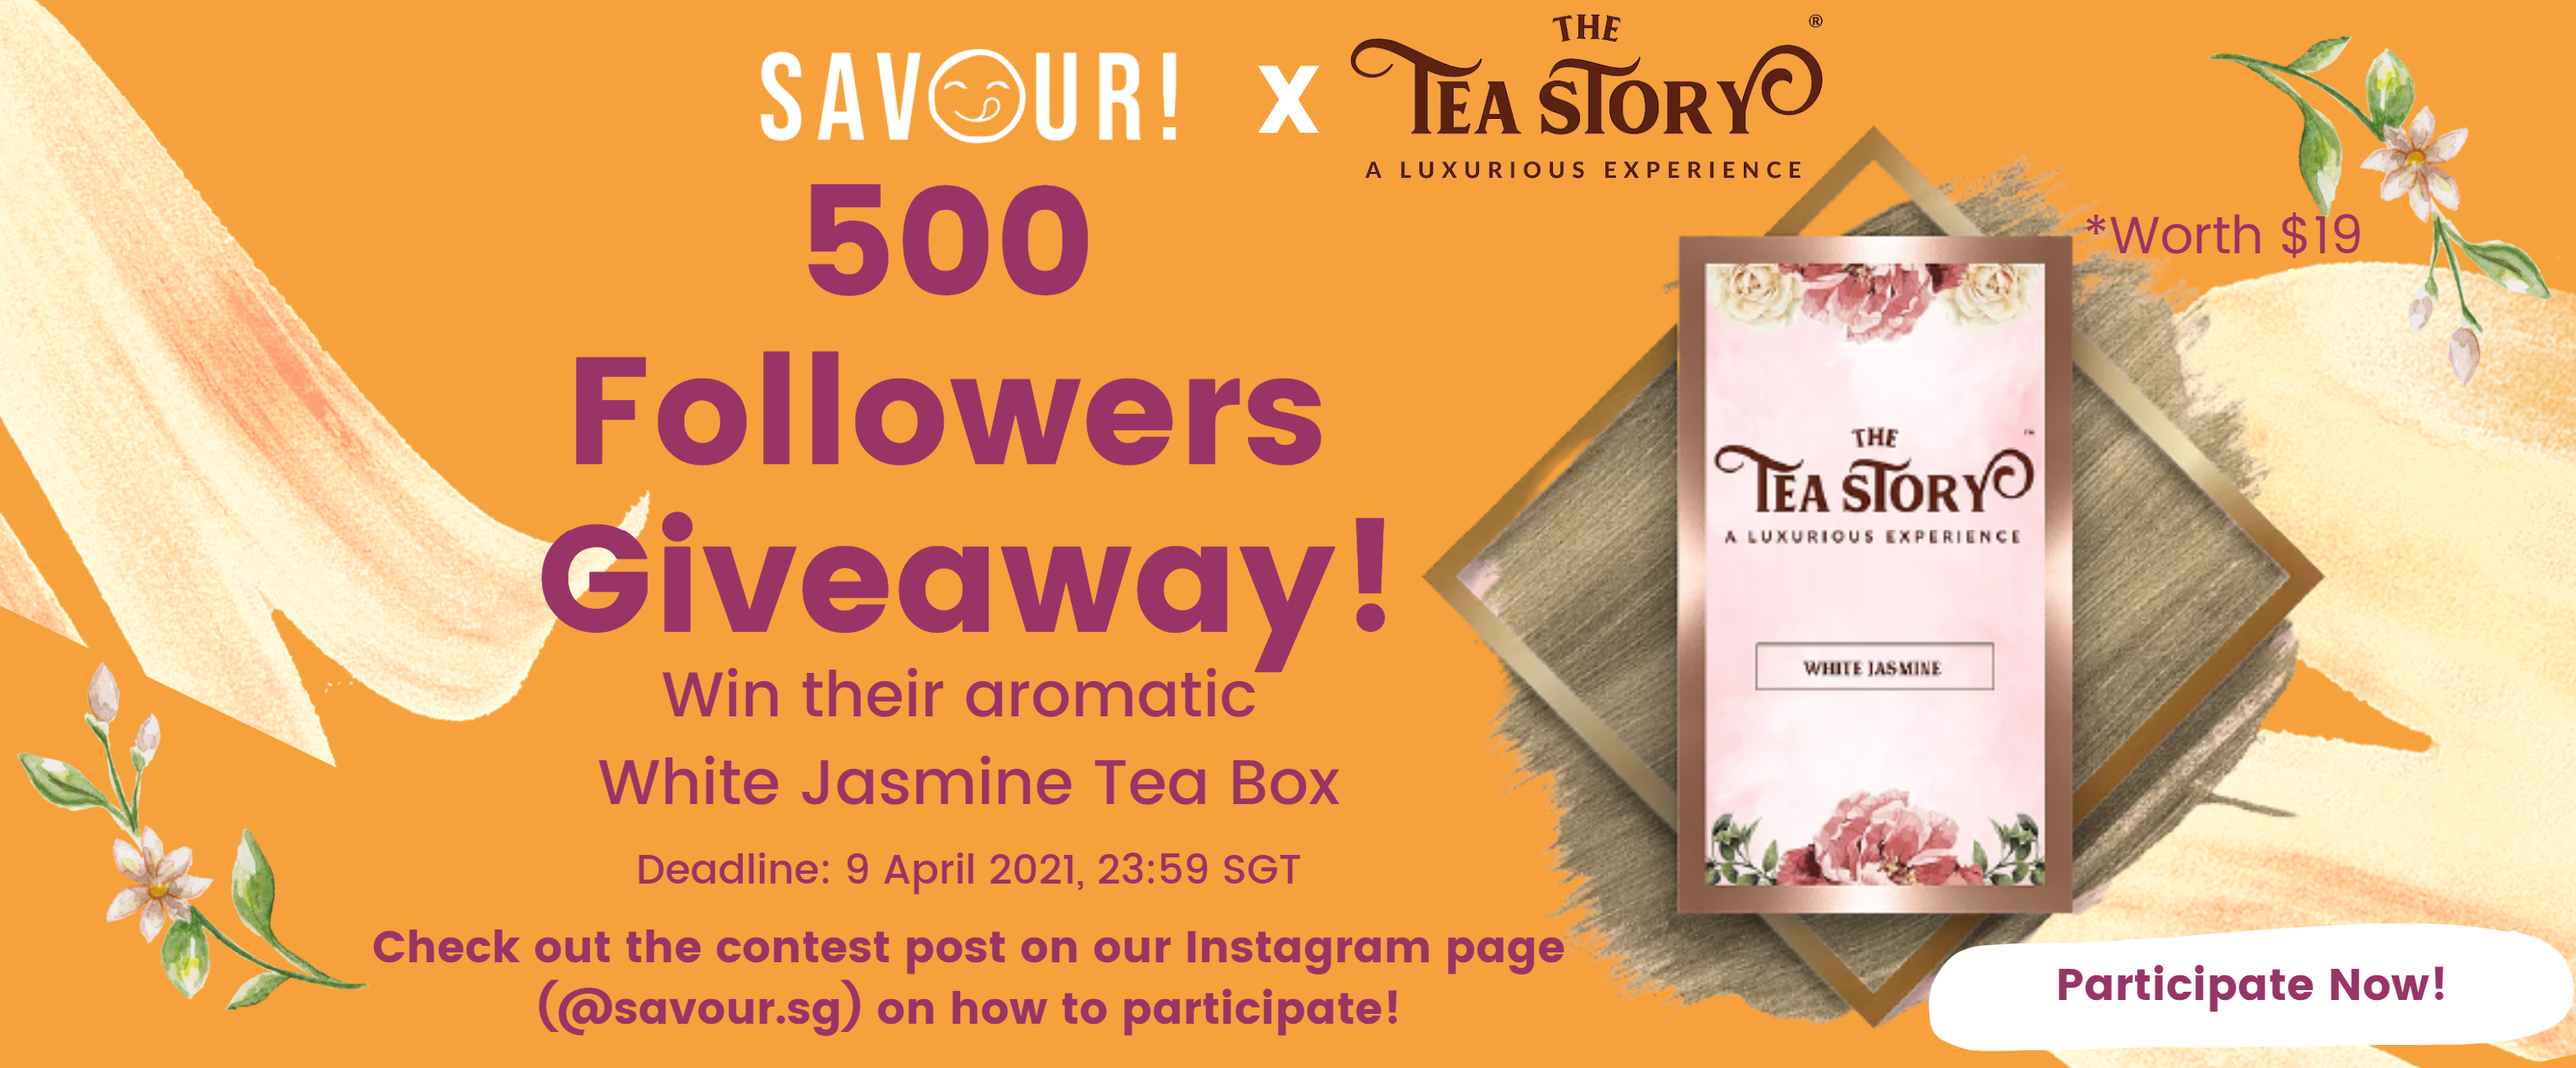 SAVOUR! X THE TEA STORY®
A LUXURIOUS EXPERIENCE
500
Followers
Giveaway!
Win their aromatic
White Jasmine Tea Box
Deadline: 9 April 2021, 23:59 SGT
Check out the contest post on our Instagram page
(@savour.sg) on how to participate!
*Worth $19
THE
TEA STORY™
A LUXURIOUS EXPERIENCE
WHITE JASMINE
Participate Now!